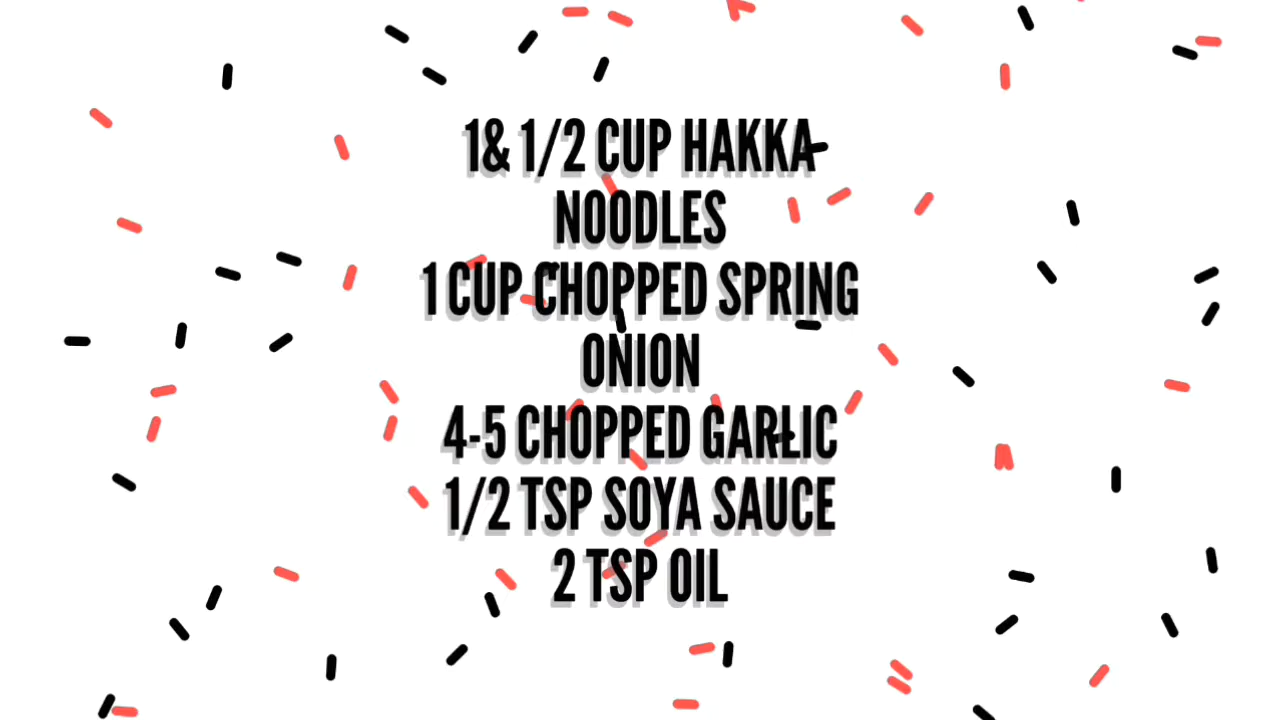 1& 1/2 CUP HAKKA
NOODLES
1 CUP CHOPPED SPRING
ONION
4-5 CHOPPED GARLIC
1/2 TSP SOYA SAUCE
2 TSP OIL